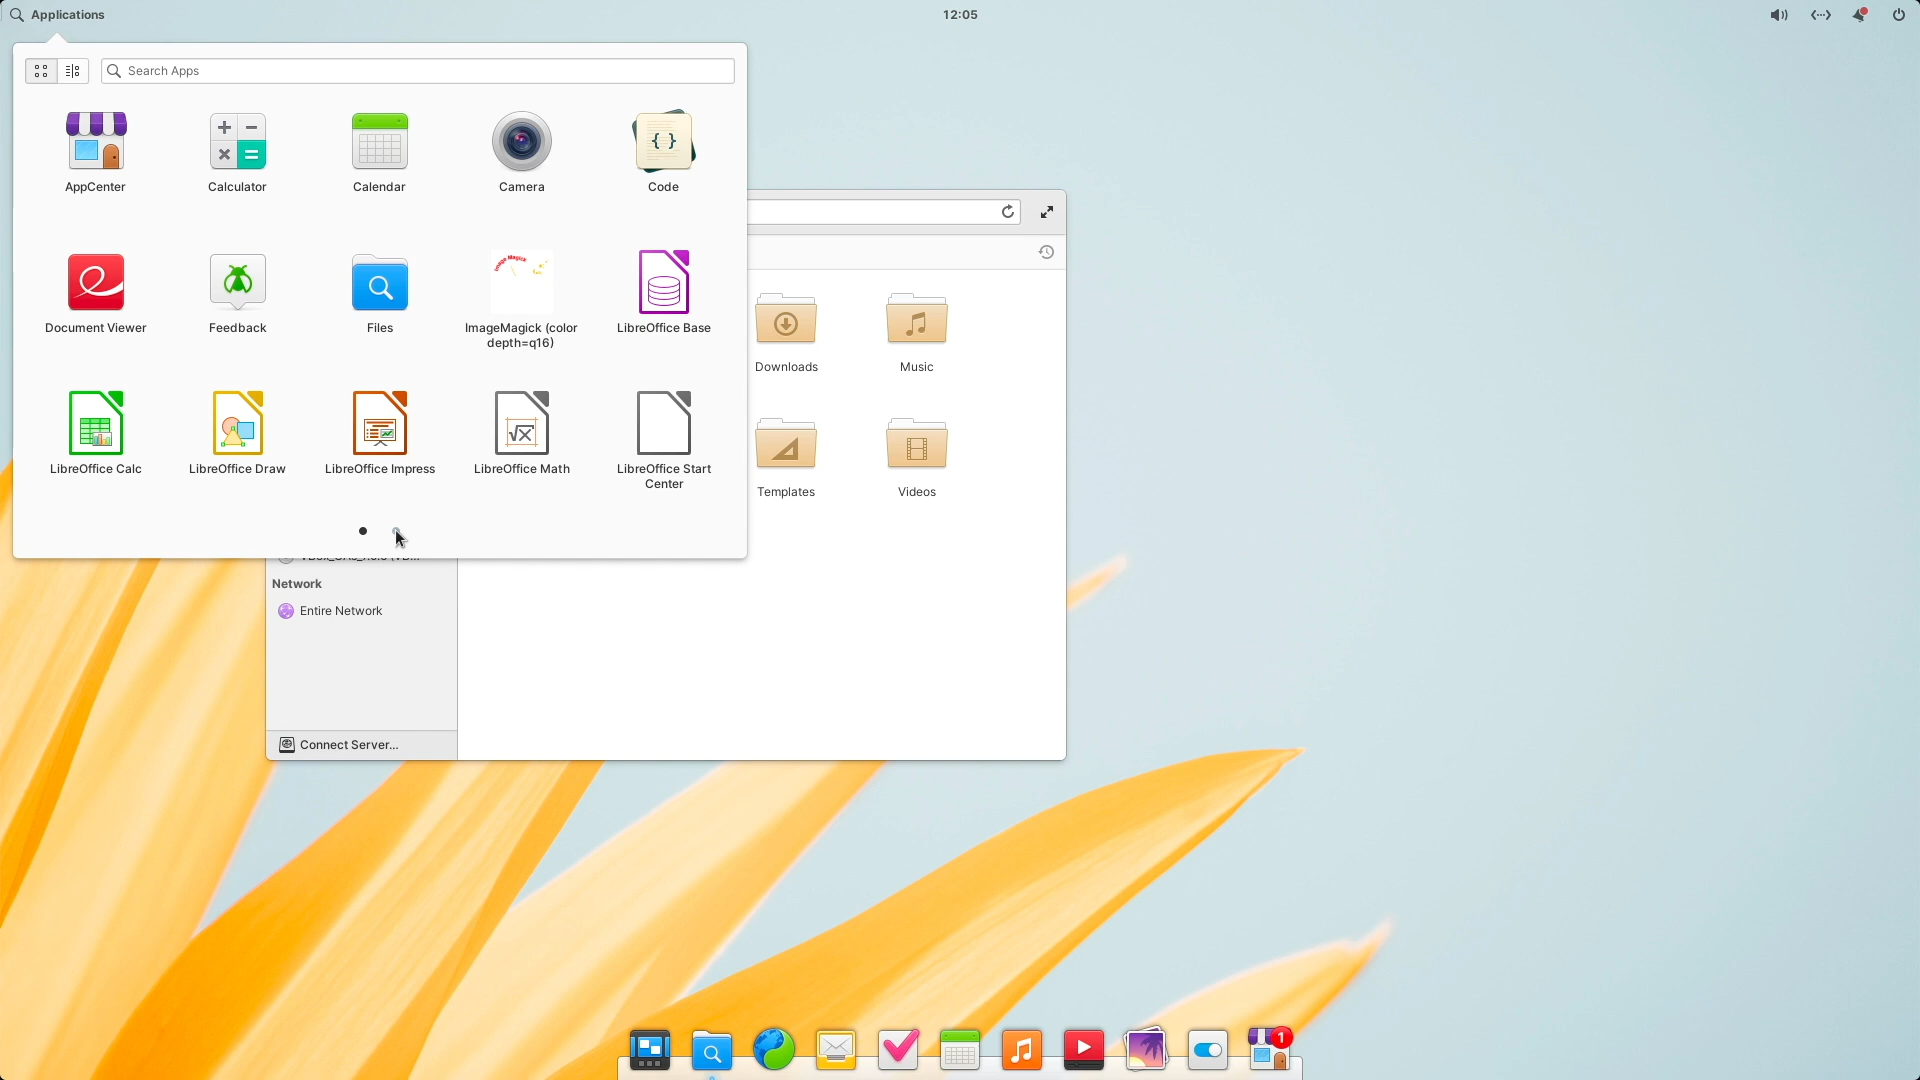 Applications
12:05
Search Apps
AppCenter
Calculator
Calendar
Camera
Code
Document Viewer
Feedback
Files
ImageMagick (color
depth=q16)
LibreOffice Base
LibreOffice Calc
LibreOffice Draw
LibreOffice Impress
LibreOffice Math
LibreOffice Start
Center
Downloads
Music
Templates
Videos
Network
Entire Network
Connect Server...
1